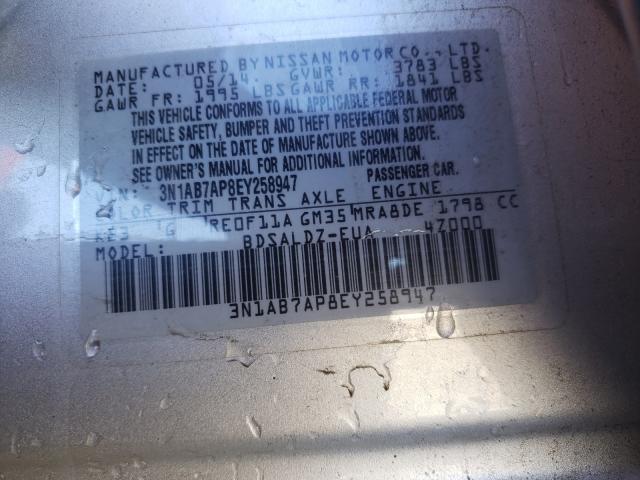 MANUFACTURED BY NISSAN MOTOR CO., LTD.
DATE: 05/14 GVWR: 3783 LBS
GAWR FR: 1995 LBS GAWR RR: 1841 LBS
THIS VEHICLE CONFORMS TO ALL APPLICABLE FEDERAL MOTOR
VEHICLE SAFETY, BUMPER AND THEFT PREVENTION STANDARDS
IN EFFECT ON THE DATE OF MANUFACTURE SHOWN ABOVE.
SEE OWNER'S MANUAL FOR ADDITIONAL INFORMATION.
3N1AB7AP8EY258947 PASSENGER CAR.
COLOR TRIM TRANS AXLE ENGINE
KE3 G RE0F11A GM35 MRA8DE 1798 CC
MODEL: BDSALDZ-EUA 4Z000
3N1AB7AP8EY258947